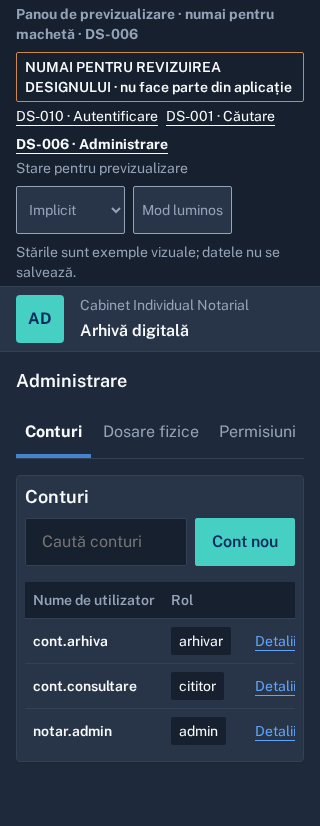 Panou de previzualizare · numai pentru
machetă · DS-006
NUMAI PENTRU REVIZUIREA
DESIGNULUI · nu face parte din aplicație
DS-010 · Autentificare DS-001 · Căutare
DS-006 · Administrare
Stare pentru previzualizare
Implicit Mod luminos
Stările sunt exemple vizuale; datele nu se
salvează.
AD
Cabinet Individual Notarial
Arhivă digitală
Administrare
Conturi Dosare fizice Permisiuni
Conturi
Caută conturi Cont nou
Nume de utilizator Rol
cont.arhiva arhivar Detalii
cont.consultare cititor Detalii
notar.admin admin Detalii